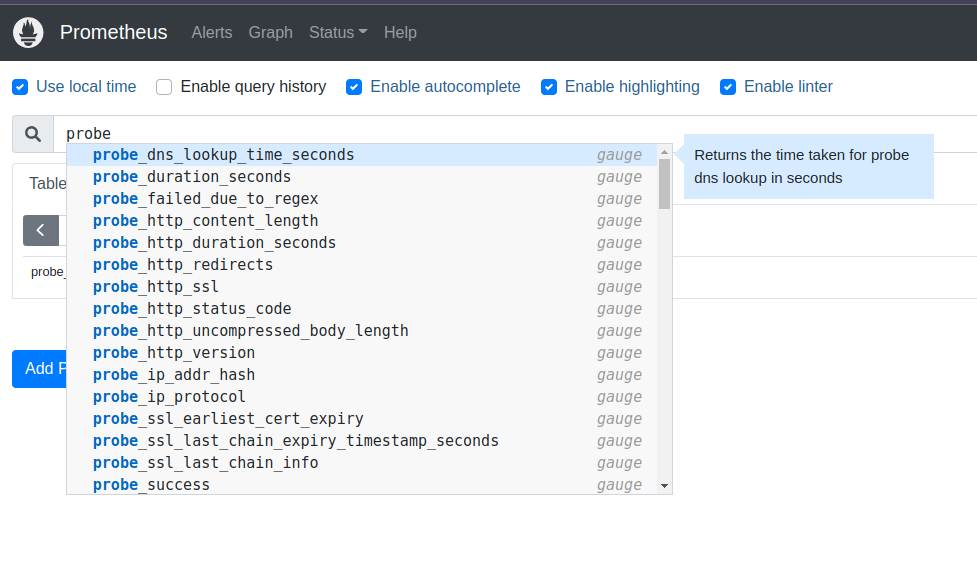 Prometheus Alerts Graph Status Help
Use local time Enable query history Enable autocomplete Enable highlighting Enable linter
probe
probe_dns_lookup_time_seconds gauge
probe_duration_seconds gauge
probe_failed_due_to_regex gauge
probe_http_content_length gauge
probe_http_duration_seconds gauge
probe_http_redirects gauge
probe_http_ssl gauge
probe_http_status_code gauge
probe_http_uncompressed_body_length gauge
probe_http_version gauge
probe_ip_addr_hash gauge
probe_ip_protocol gauge
probe_ssl_earliest_cert_expiry gauge
probe_ssl_last_chain_expiry_timestamp_seconds gauge
probe_ssl_last_chain_info gauge
probe_success gauge
Returns the time taken for probe
dns lookup in seconds
Table
probe_
Add P